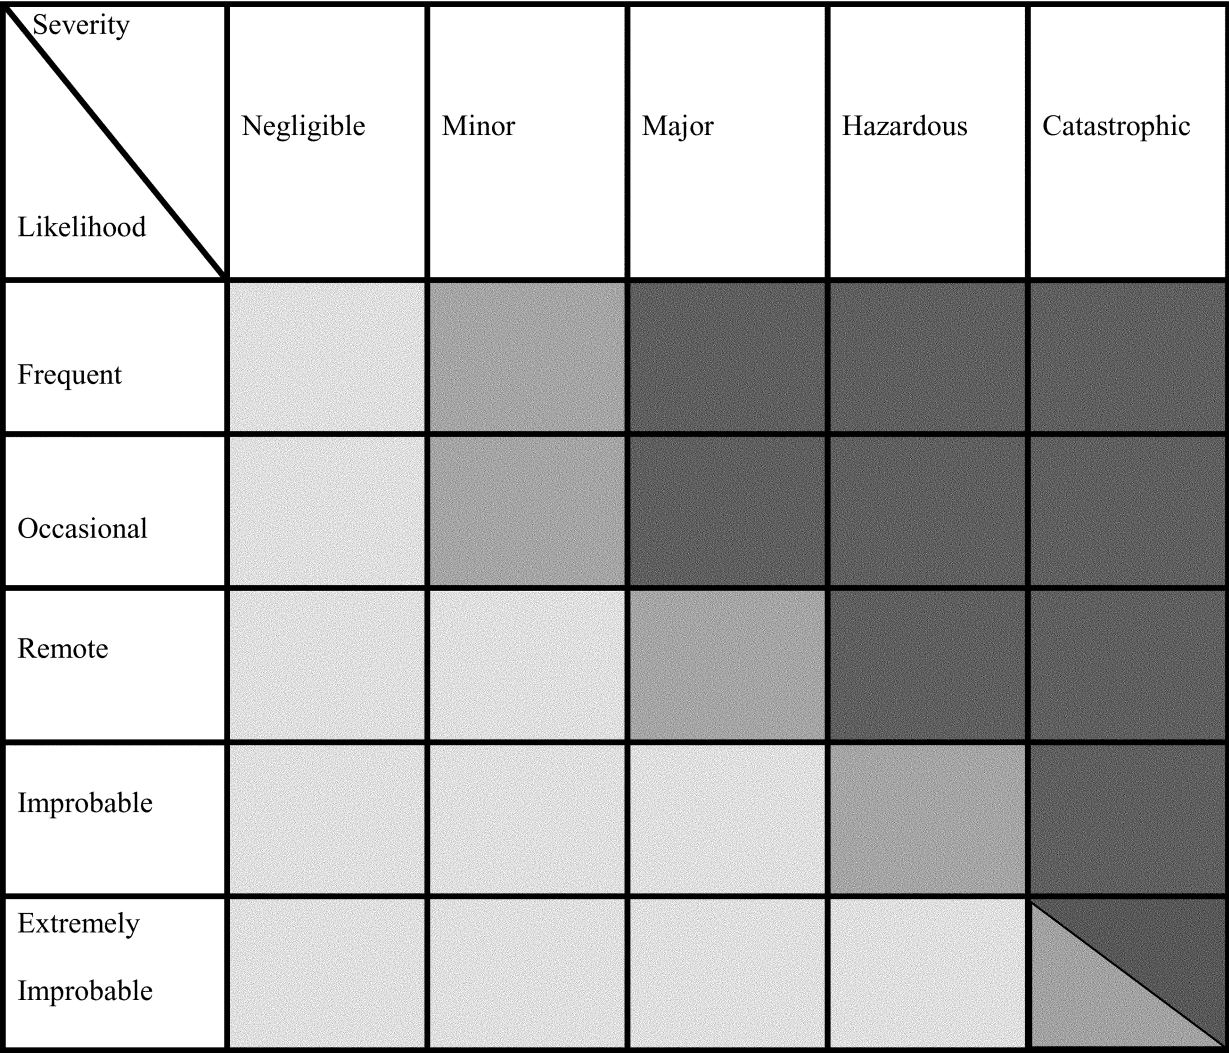 Severity
Likelihood
Negligible
Minor
Major
Hazardous
Catastrophic
Frequent
Occasional
Remote
Improbable
Extremely
Improbable